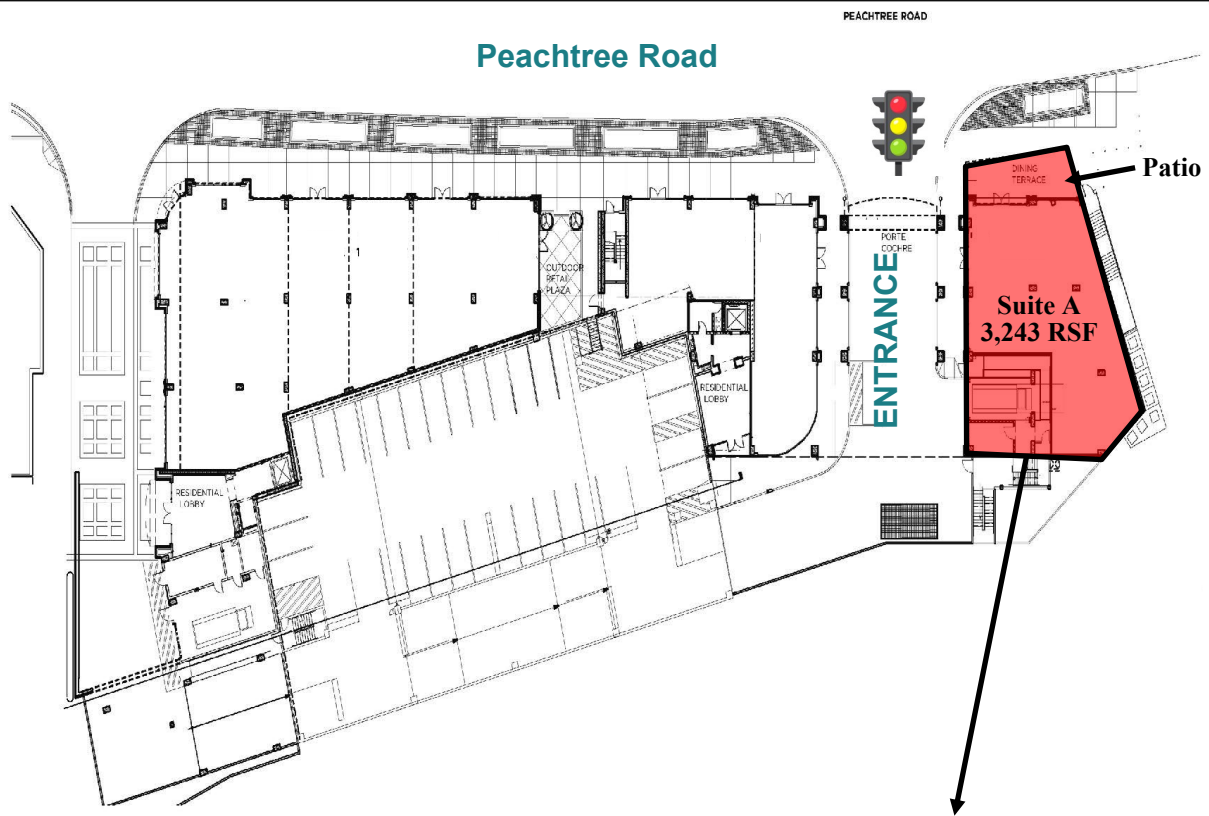 PEACHTREE ROAD
Peachtree Road
DINING
TERRACE
Patio
PORTE
COCHRE
1
OUTDOOR
RETAIL
PLAZA
ENTRANCE
Suite A
3,243 RSF
RESIDENTIAL
LOBBY
RESIDENTIAL
LOBBY